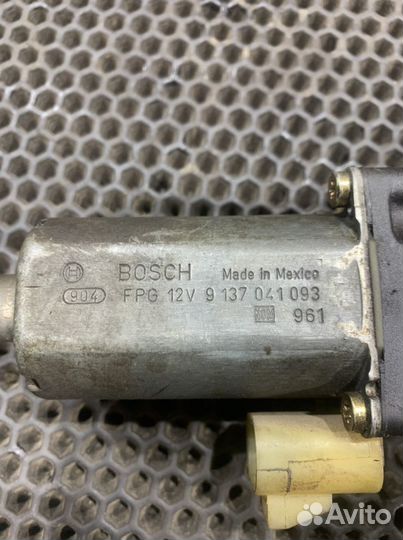 BOSCH Made in Mexico
904 FPG 12V 9 137 041 093
961
Avito